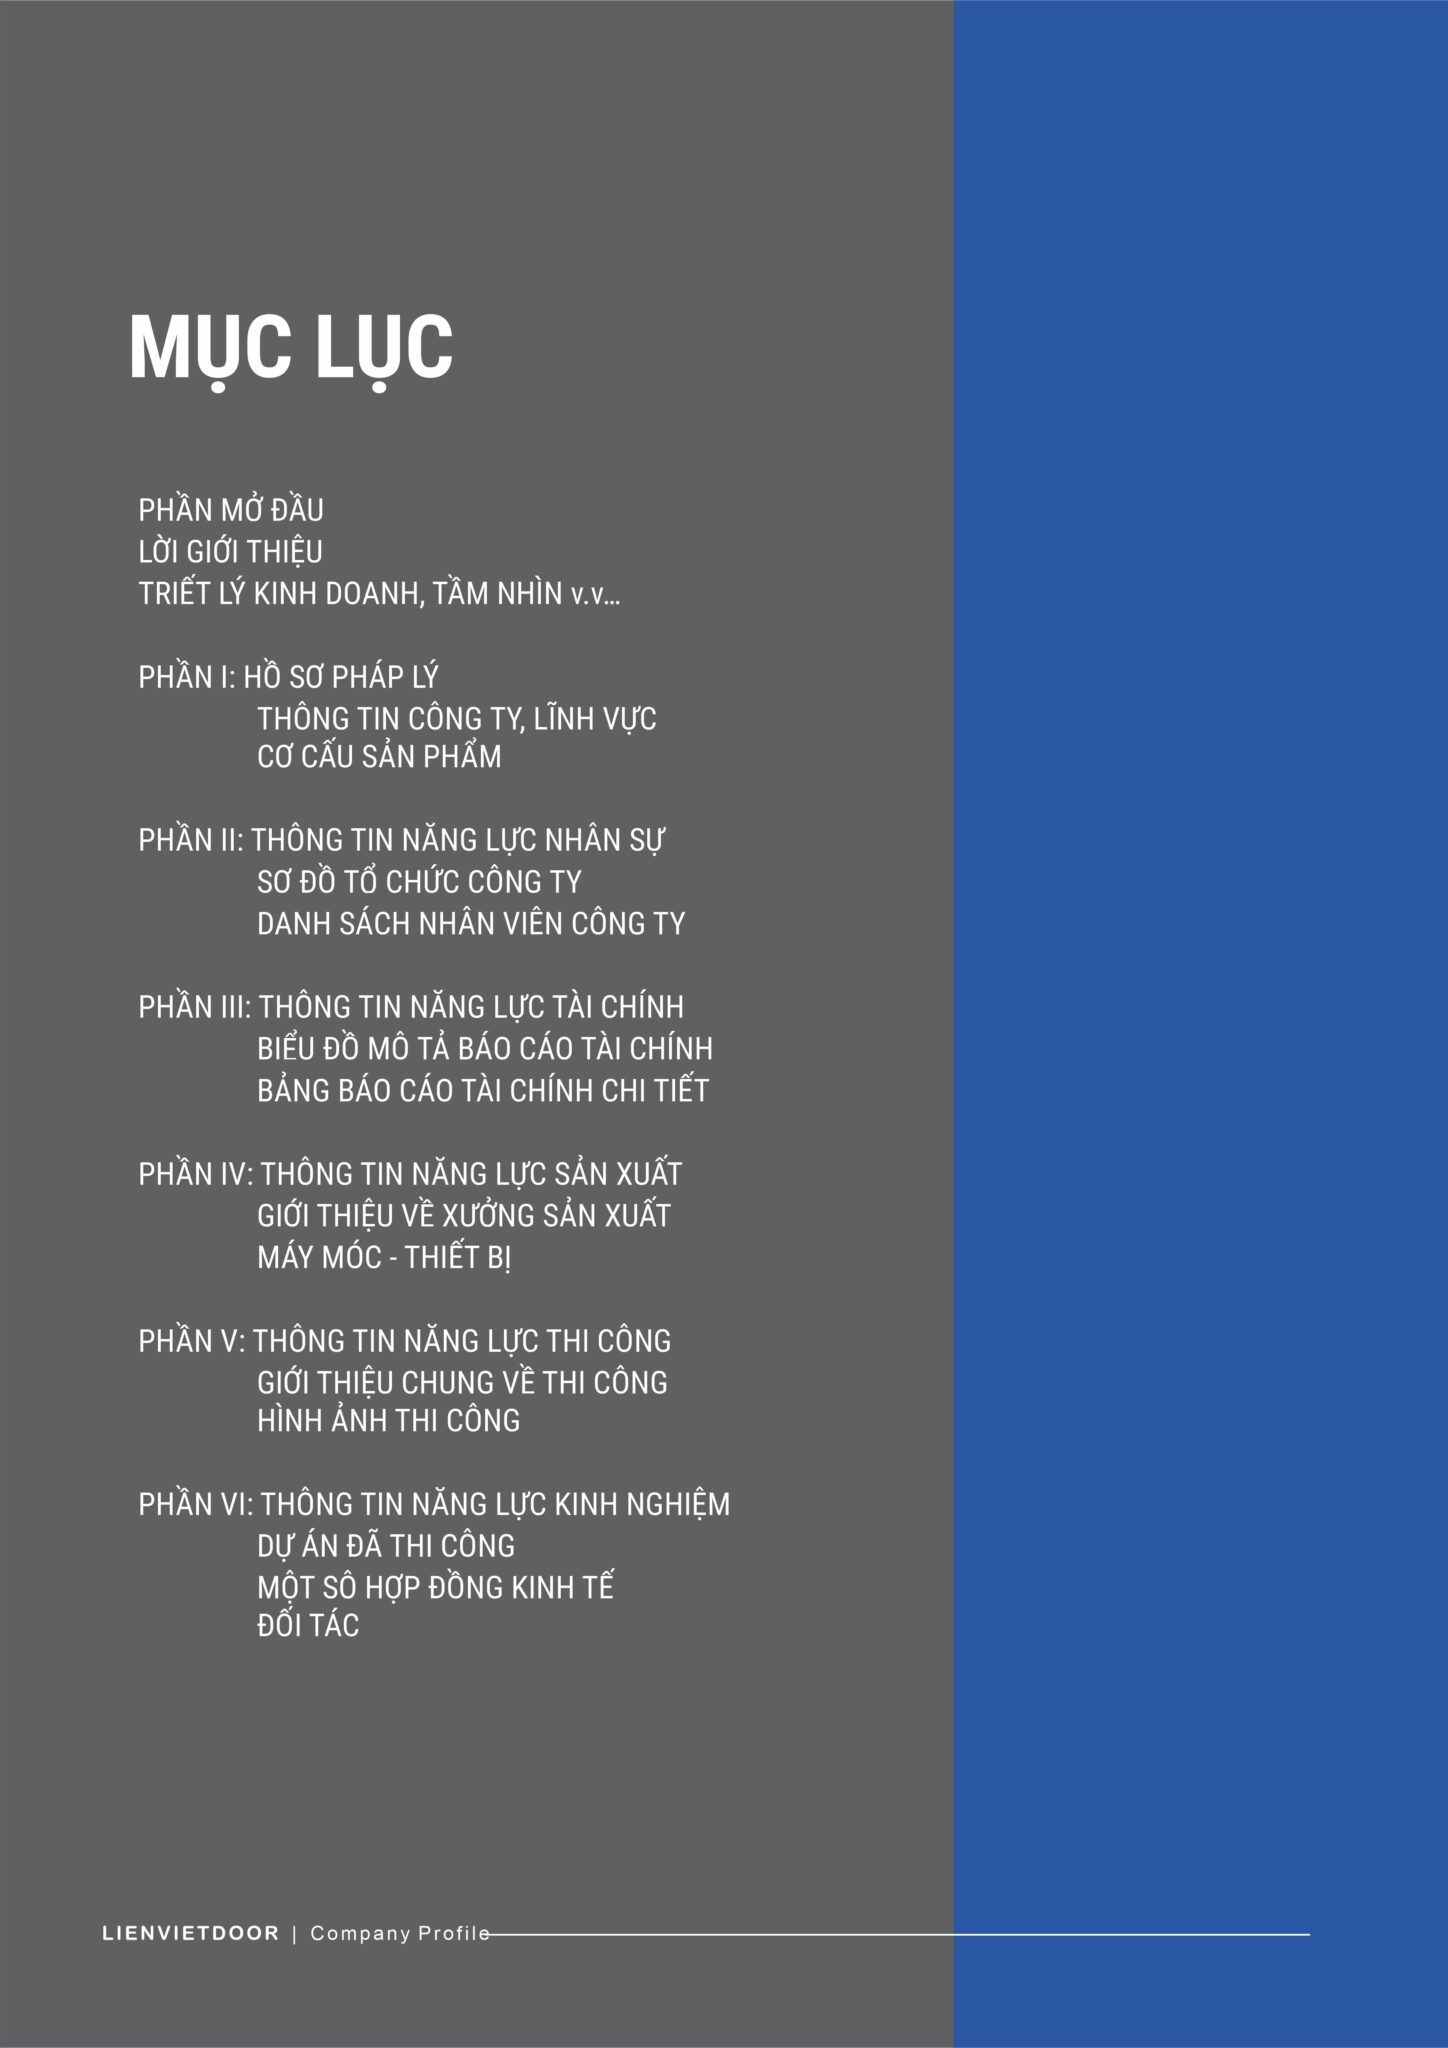 MỤC LỤC
PHẦN MỞ ĐẦU
LỜI GIỚI THIỆU
TRIẾT LÝ KINH DOANH, TẦM NHÌN v.v...
PHẦN I: HỒ SƠ PHÁP LÝ
THÔNG TIN CÔNG TY, LĨNH VỰC
CƠ CẤU SẢN PHẨM
PHẦN II: THÔNG TIN NĂNG LỰC NHÂN SỰ
SƠ ĐỒ TỔ CHỨC CÔNG TY
DANH SÁCH NHÂN VIÊN CÔNG TY
PHẦN III: THÔNG TIN NĂNG LỰC TÀI CHÍNH
BIỂU ĐỒ MÔ TẢ BÁO CÁO TÀI CHÍNH
BẢNG BÁO CÁO TÀI CHÍNH CHI TIẾT
PHẦN IV: THÔNG TIN NĂNG LỰC SẢN XUẤT
GIỚI THIỆU VỀ XƯỞNG SẢN XUẤT
MÁY MÓC - THIẾT BỊ
PHẦN V: THÔNG TIN NĂNG LỰC THI CÔNG
GIỚI THIỆU CHUNG VỀ THI CÔNG
HÌNH ẢNH THI CÔNG
PHẦN VI: THÔNG TIN NĂNG LỰC KINH NGHIỆM
DỰ ÁN ĐÃ THI CÔNG
MỘT SÔ HỢP ĐỒNG KINH TẾ
ĐỐI TÁC
LIENVIETDOOR | Company Profile